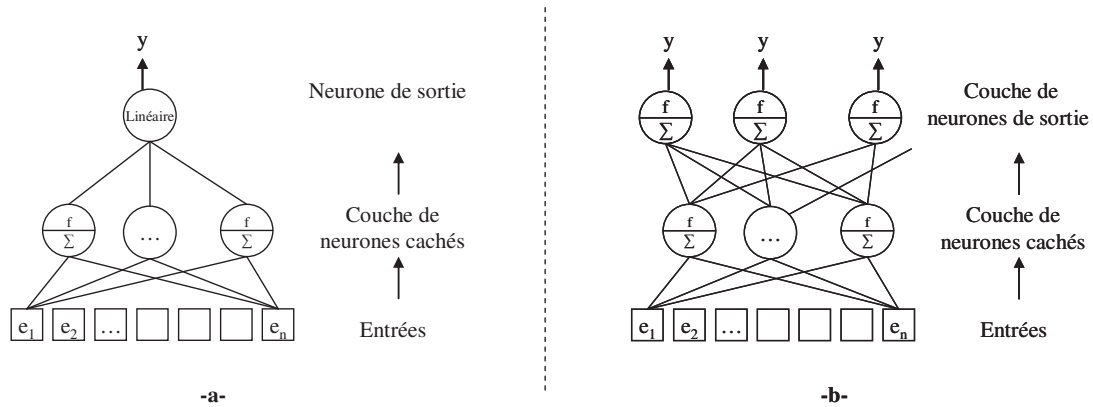 y
Linéaire
Neurone de sortie
f
Σ
...
f
Σ
Couche de
neurones cachés
e1 e2 ... en
Entrées
-a-
y y y
f
Σ
f
Σ
f
Σ
Couche de
neurones de sortie
f
Σ
...
f
Σ
Couche de
neurones cachés
e1 e2 ... en
Entrées
-b-